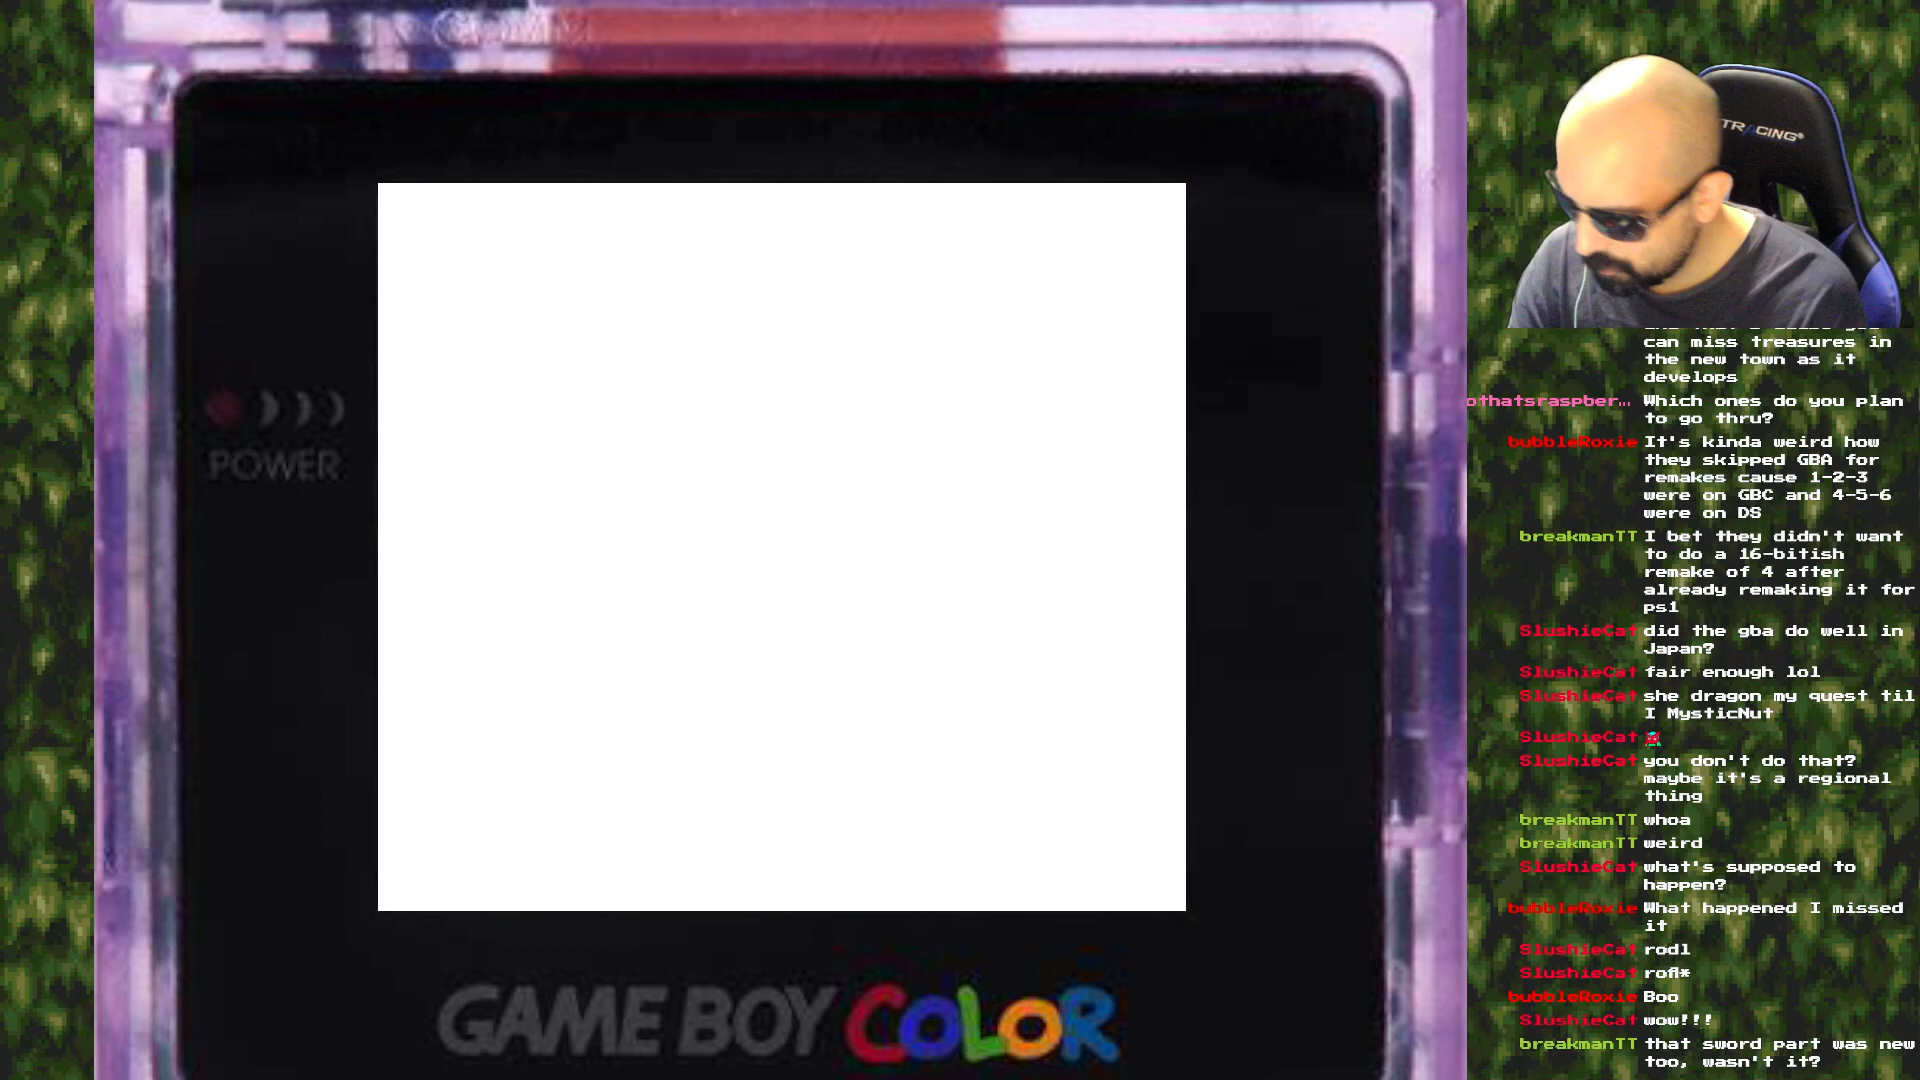 TRACING®
can miss treasures in
the new town as it
develops
othatsraspber… Which ones do you plan
to go thru?
bubbleRoxie It's kinda weird how
they skipped GBA for
remakes cause 1-2-3
were on GBC and 4-5-6
were on DS
breakmanTT I bet they didn't want
to do a 16-bitish
remake of 4 after
already remaking it for
ps1
SlushieCat did the gba do well in
Japan?
SlushieCat fair enough lol
SlushieCat she dragon my quest til
I MysticNut
SlushieCat
SlushieCat you don't do that?
maybe it's a regional
thing
breakmanTT whoa
breakmanTT weird
SlushieCat what's supposed to
happen?
bubbleRoxie What happened I missed
it
SlushieCat rodl
SlushieCat rofl*
bubbleRoxie Boo
SlushieCat wow!!!
breakmanTT that sword part was new
too, wasn't it?
POWER
GAME BOY COLOR